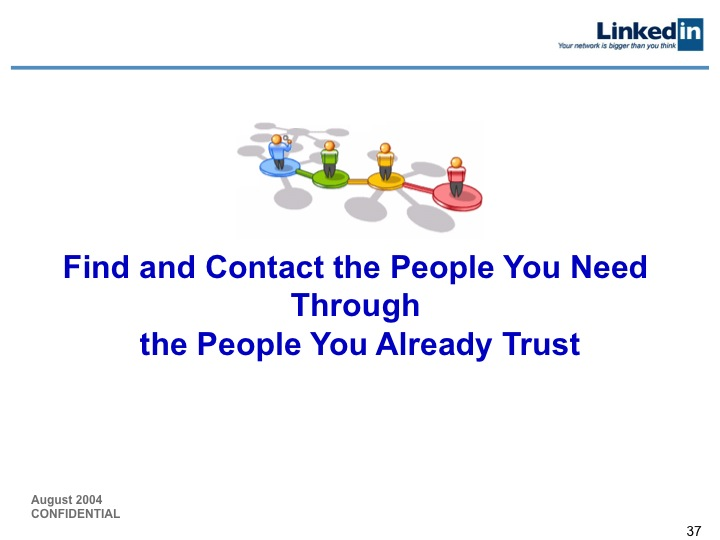 Linkedin
Your network is bigger than you think
Find and Contact the People You Need
Through
the People You Already Trust
August 2004
CONFIDENTIAL
37